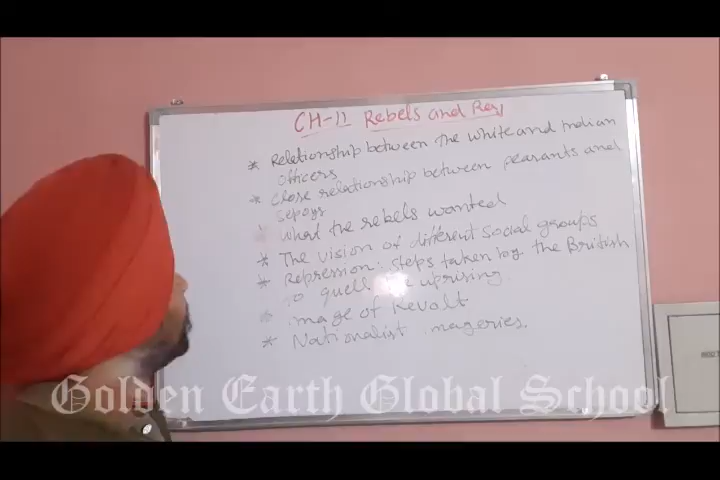 CH-11 Rebels and
* Relationship between the white and Indian
officers
* Close relationship between pearants and
sepoys
what the rebels wanted
* The vision of different social groups
* Repression: steps taken by the British
to quell the uprising.
* image of Revolt
* Nationalist imageries.
Golden Earth Global School